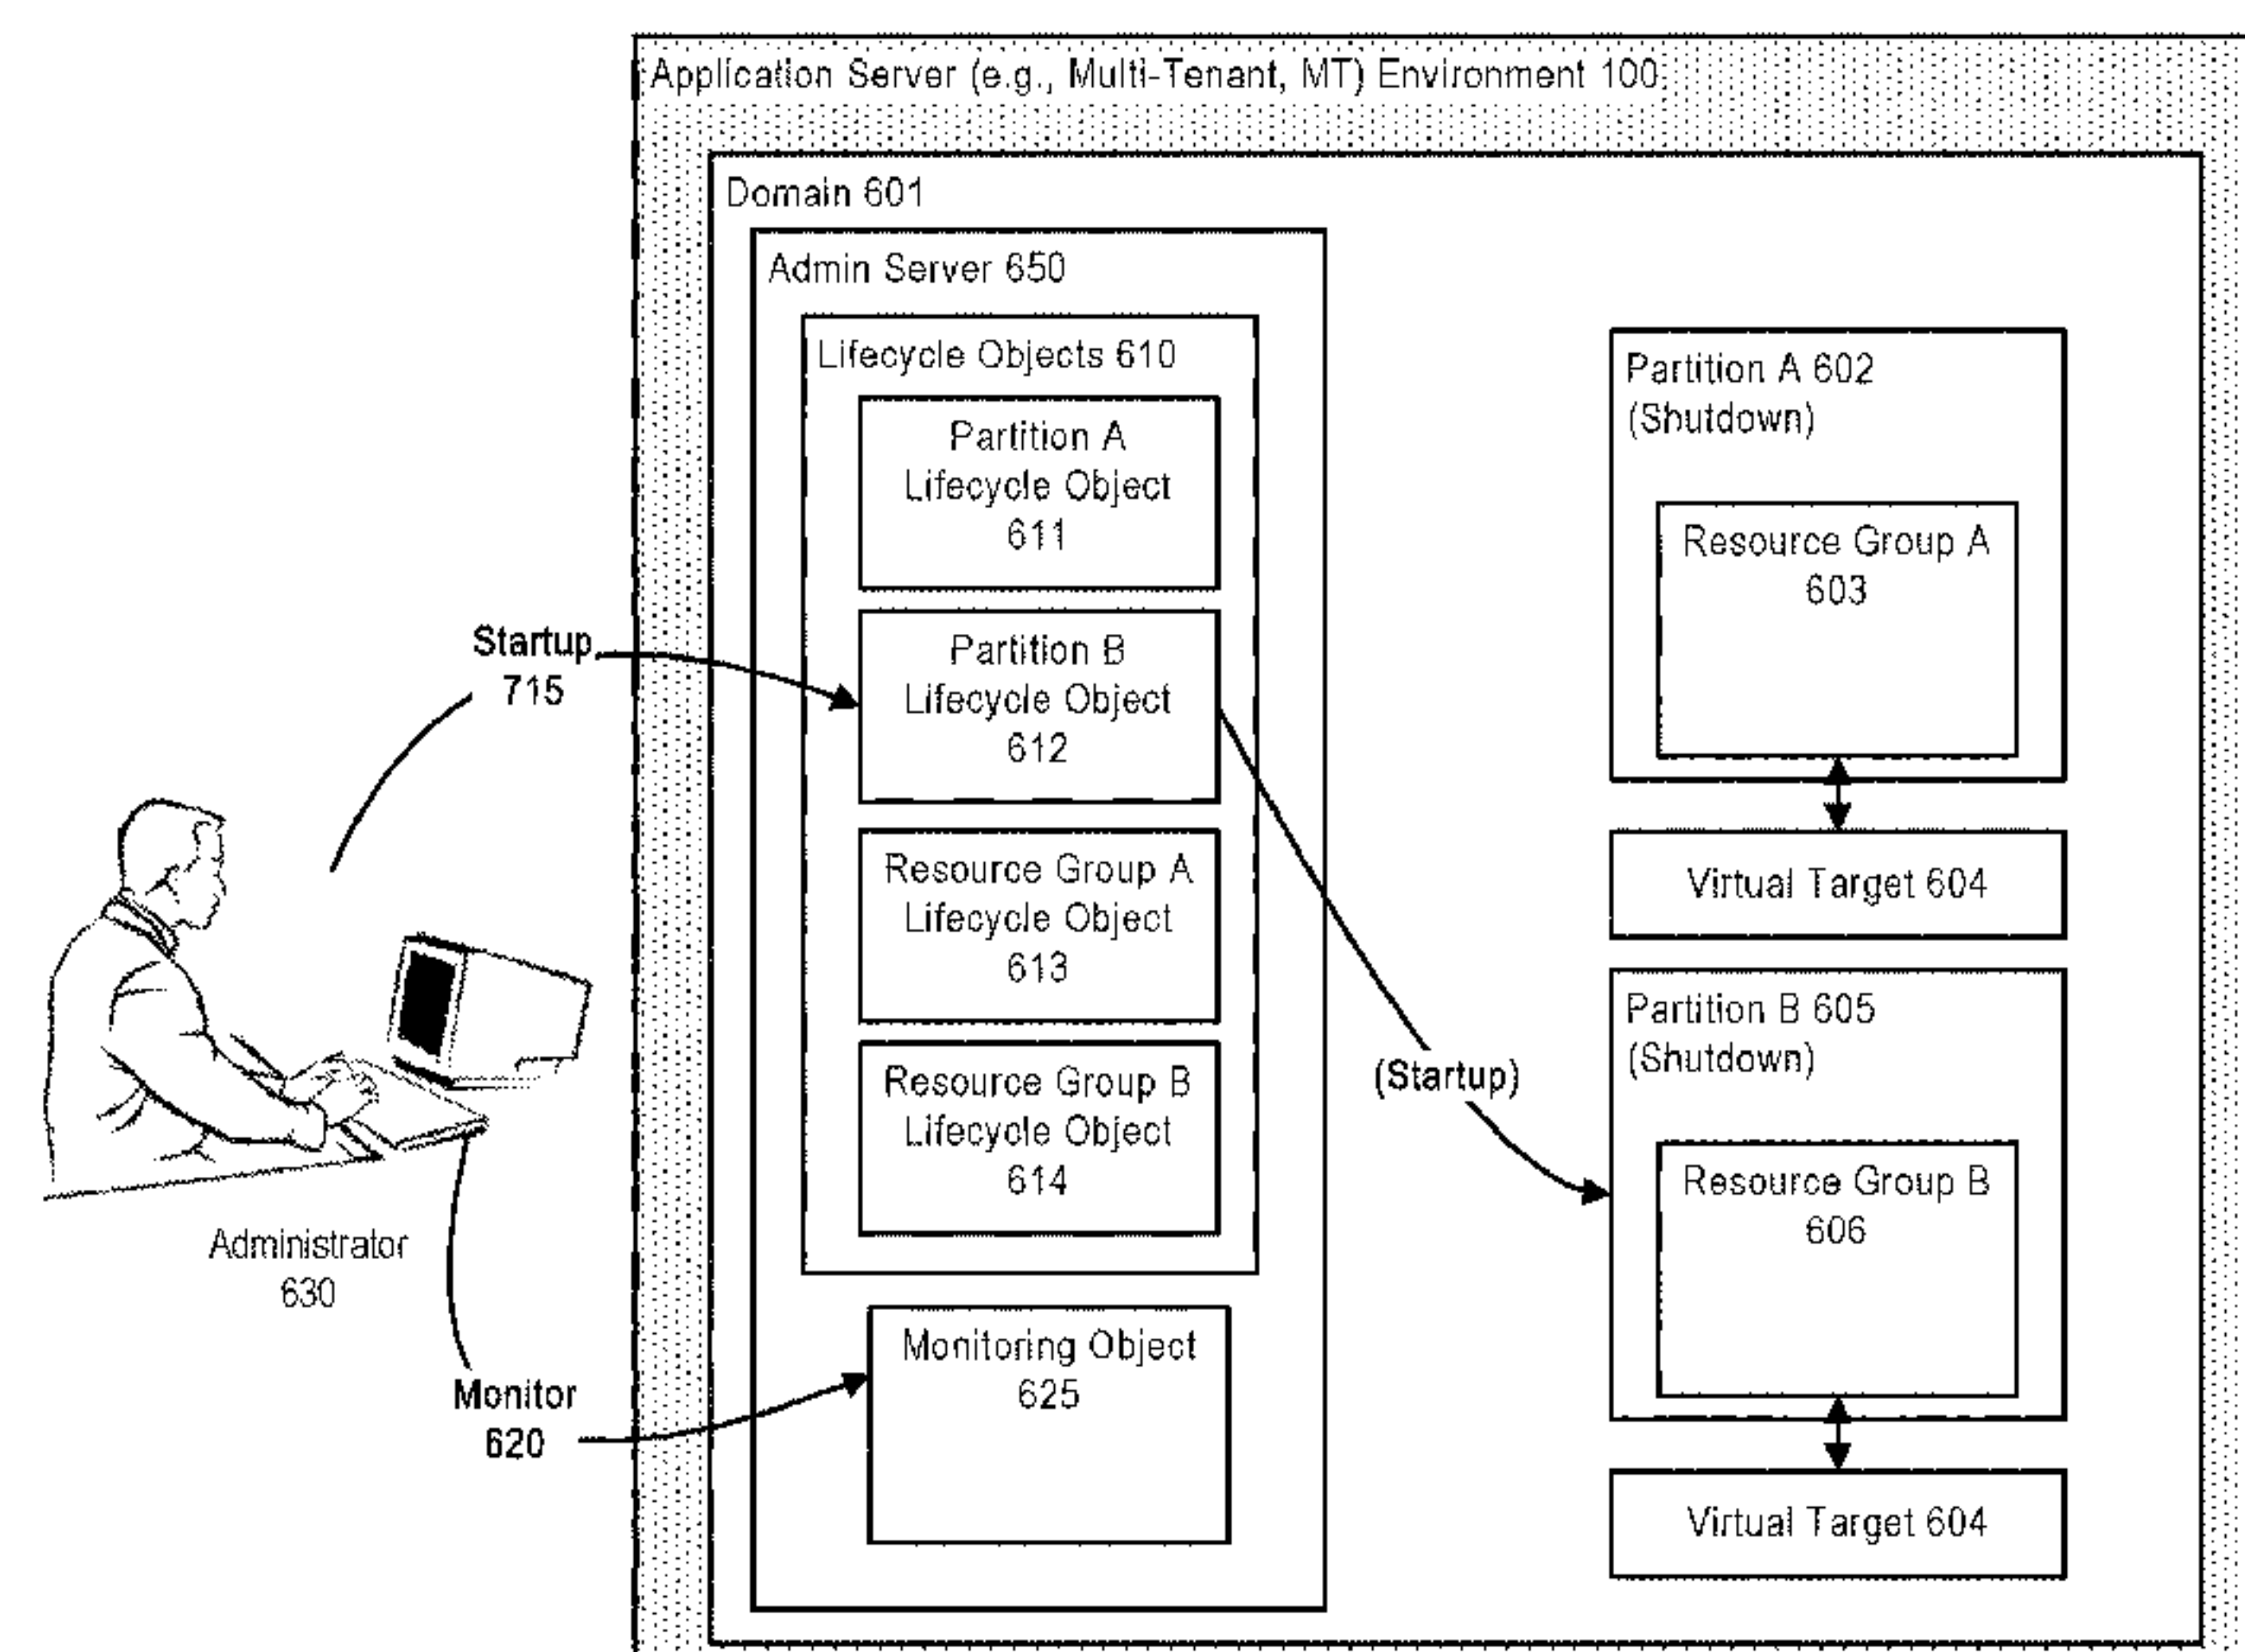 Application Server (e.g., Multi-Tenant, MT) Environment 100
Domain 601
Admin Server 650
Lifecycle Objects 610
Partition A
Lifecycle Object
611
Partition B
Lifecycle Object
612
Resource Group A
Lifecycle Object
613
Resource Group B
Lifecycle Object
614
Monitoring Object
625
Startup
715
Administrator
630
Monitor
620
(Startup)
Partition A 602
(Shutdown)
Resource Group A
603
Virtual Target 604
Partition B 605
(Shutdown)
Resource Group B
606
Virtual Target 604